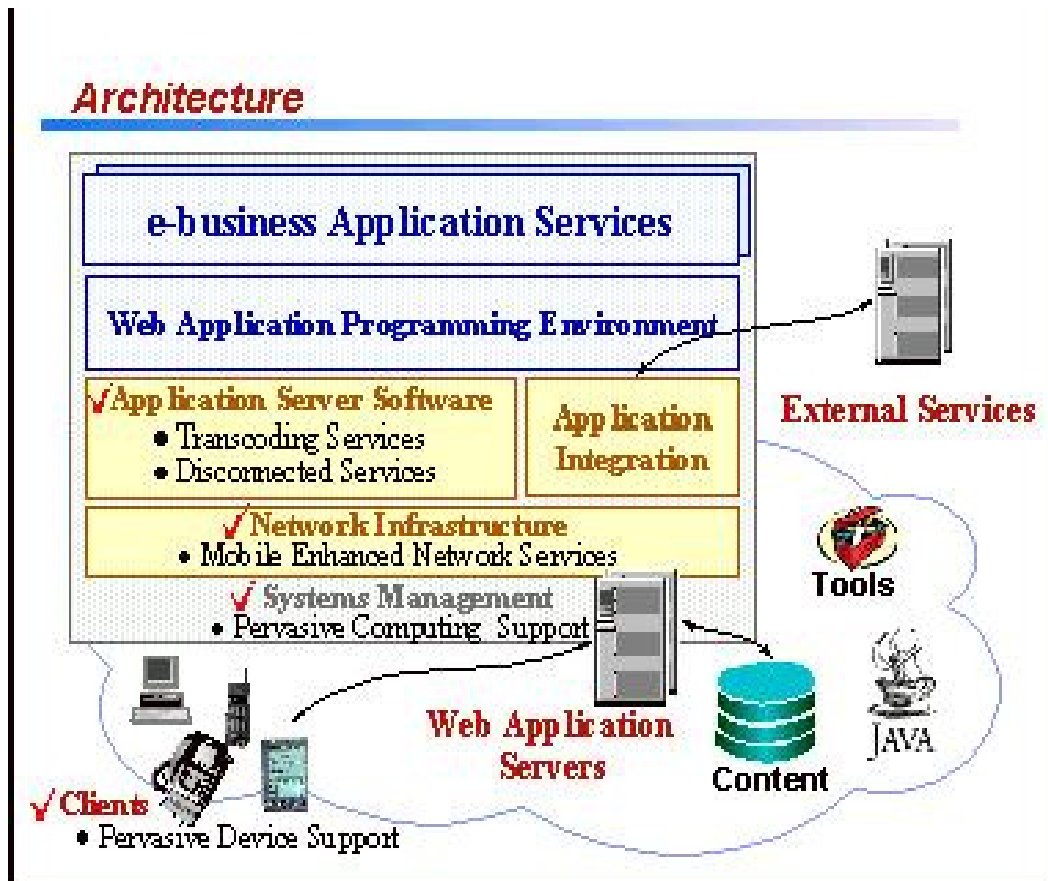 Architecture
e-business Application Services
Web Application Programming Environment
✓Application Server Software
• Transcoding Services
• Disconnected Services
Application
Integration
External Services
✓Network Infrastructure
• Mobile Enhanced Network Services
Tools
✓Systems Management
• Pervasive Computing Support
JAVA
Web Application
Servers
Content
✓Clients
• Pervasive Device Support